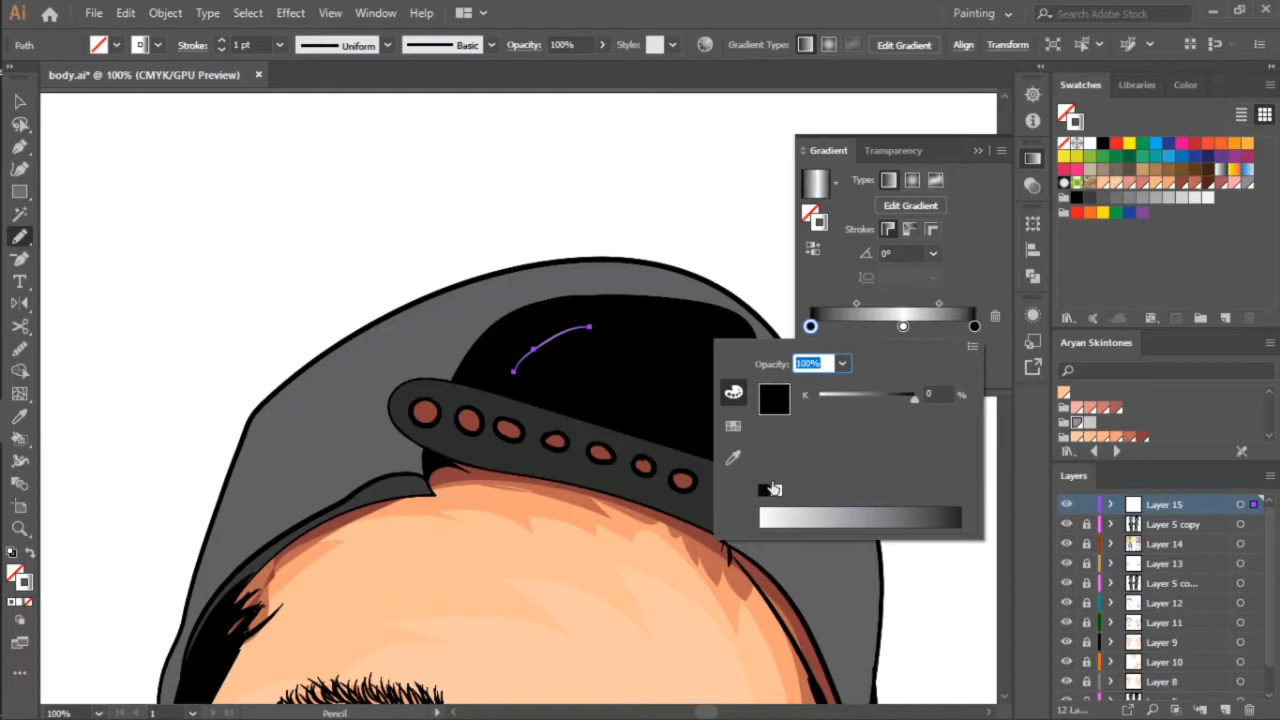 Ai File Edit Object Type Select Effect View Window Help Painting Search Adobe Stock
Path Stroke: 1 pt Uniform Basic Opacity: 100% Style: Gradient Type: Edit Gradient Align Transform
body.ai* @ 100% (CMYK/GPU Preview) ×
Swatches Libraries Color
Gradient Transparency
Type:
Edit Gradient
Stroke:
0°
Opacity: 100%
K 0 %
Aryan Skintones
Layers
Layer 15
Layer 5 copy
Layer 14
Layer 13
Layer 5 co...
Layer 12
Layer 11
Layer 9
Layer 10
Layer 8
100% 1 Pencil
12 La...